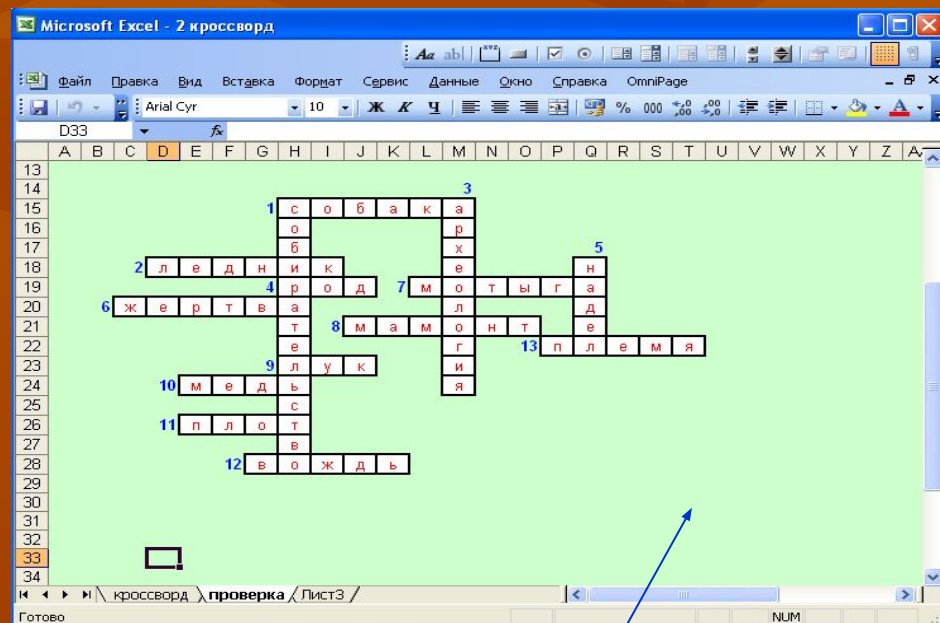 Microsoft Excel - 2 кроссворд
Файл Правка Вид Вставка Формат Сервис Данные Окно Справка OmniPage
Arial Cyr 10 Ж К Ч % 000
D33 fx
A B C D E F G H I J K L M N O P Q R S T U V W X Y Z
13
14 3
15 1 с о б а к а
16 о р
17 б х 5
18 2 л е д н и к е н
19 4 р о д 7 м о т ы г а
20 6 ж е р т в а л д
21 т 8 м а м о н т е
22 е г 13 п л е м я
23 9 л у к и
24 10 м е д ь я
25 с
26 11 п л о т
27 в
28 12 в о ж д ь
29
30
31
32
33
34
кроссворд проверка Лист3
Готово NUM